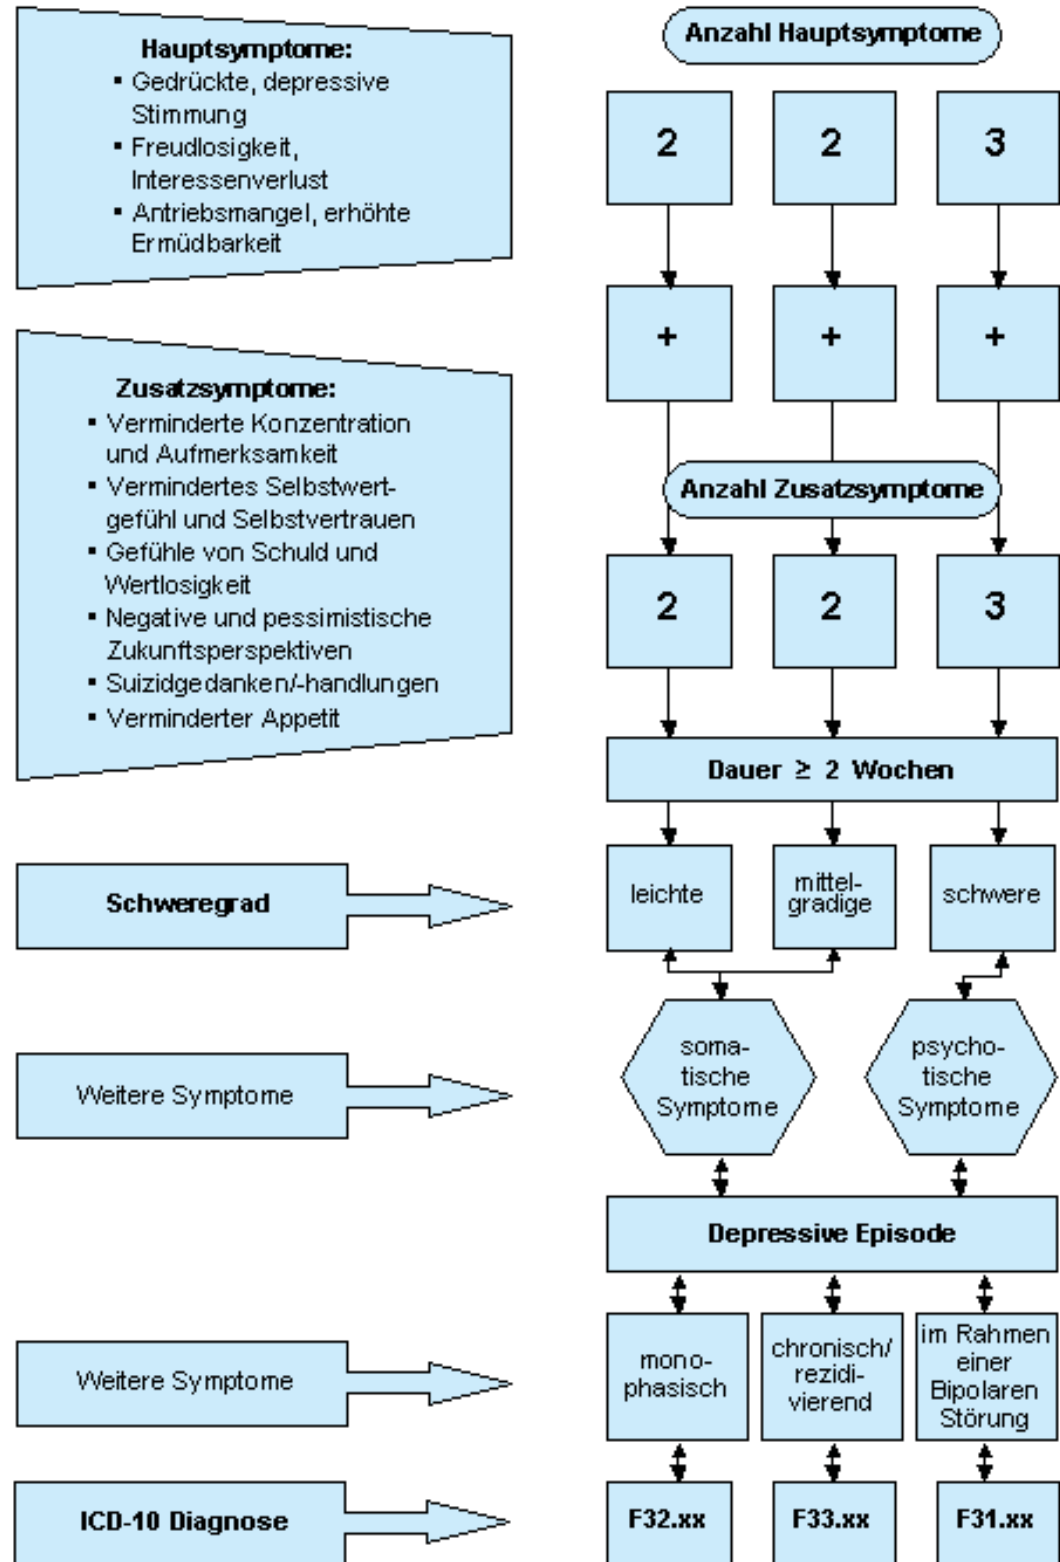 Hauptsymptome:
▪ Gedrückte, depressive
Stimmung
▪ Freudlosigkeit,
Interessenverlust
▪ Antriebsmangel, erhöhte
Ermüdbarkeit
Anzahl Hauptsymptome
2 2 3
+ + +
Zusatzsymptome:
▪ Verminderte Konzentration
und Aufmerksamkeit
▪ Vermindertes Selbstwert-
gefühl und Selbstvertrauen
▪ Gefühle von Schuld und
Wertlosigkeit
▪ Negative und pessimistische
Zukunftsperspektiven
▪ Suizidgedanken/-handlungen
▪ Verminderter Appetit
Anzahl Zusatzsymptome
2 2 3
Dauer ≥ 2 Wochen
Schweregrad
leichte
mittel-
gradige
schwere
Weitere Symptome
soma-
tische
Symptome
psycho-
tische
Symptome
Depressive Episode
Weitere Symptome
mono-
phasisch
chronisch/
rezidi-
vierend
im Rahmen
einer
Bipolaren
Störung
ICD-10 Diagnose
F32.xx F33.xx F31.xx